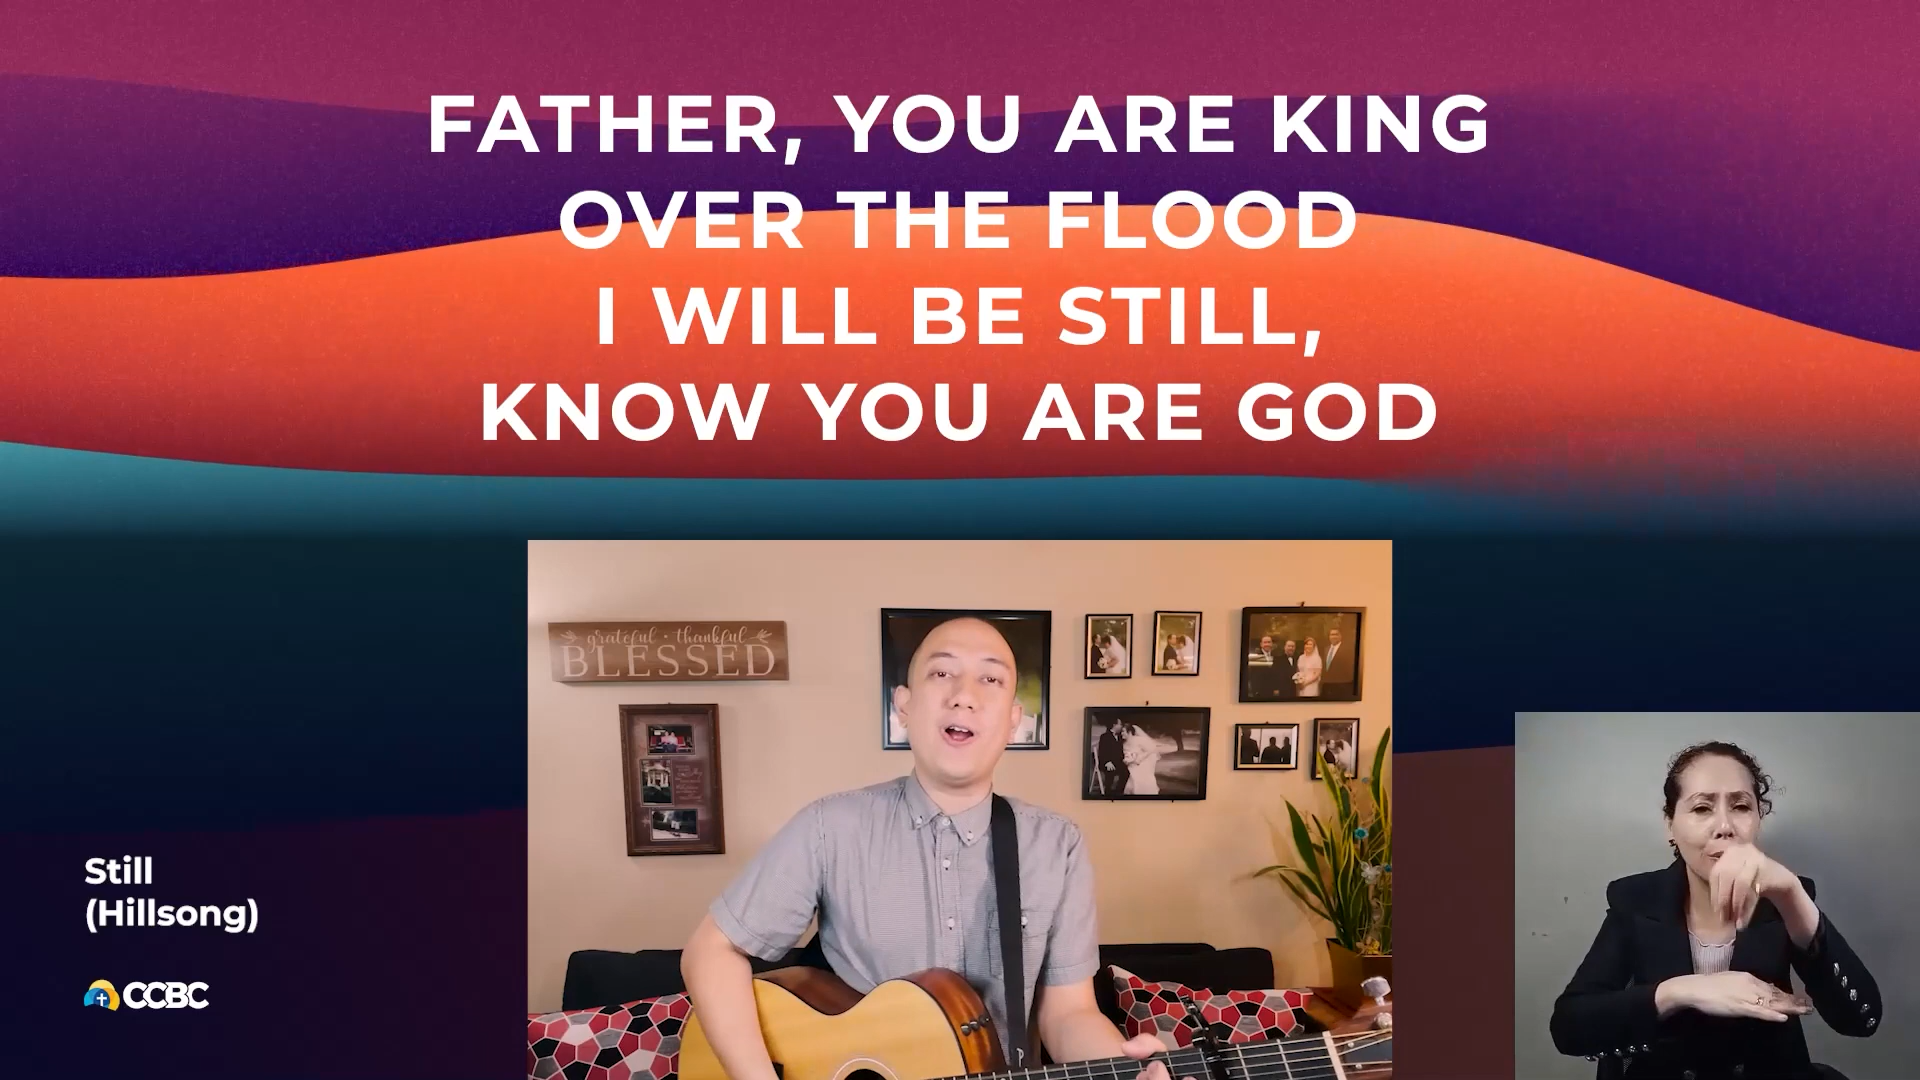 FATHER, YOU ARE KING
OVER THE FLOOD
I WILL BE STILL,
KNOW YOU ARE GOD
grateful · thankful
BLESSED
Still
(Hillsong)
CCBC